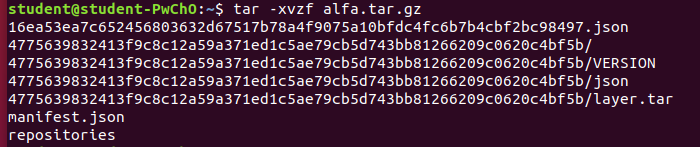 student@student-PwChO:~$ tar -xvzf alfa.tar.gz
16ea53ea7c652456803632d67517b78a4f9075a10bfdc4fc6b7b4cbf2bc98497.json
4775639832413f9c8c12a59a371ed1c5ae79cb5d743bb81266209c0620c4bf5b/
4775639832413f9c8c12a59a371ed1c5ae79cb5d743bb81266209c0620c4bf5b/VERSION
4775639832413f9c8c12a59a371ed1c5ae79cb5d743bb81266209c0620c4bf5b/json
4775639832413f9c8c12a59a371ed1c5ae79cb5d743bb81266209c0620c4bf5b/layer.tar
manifest.json
repositories